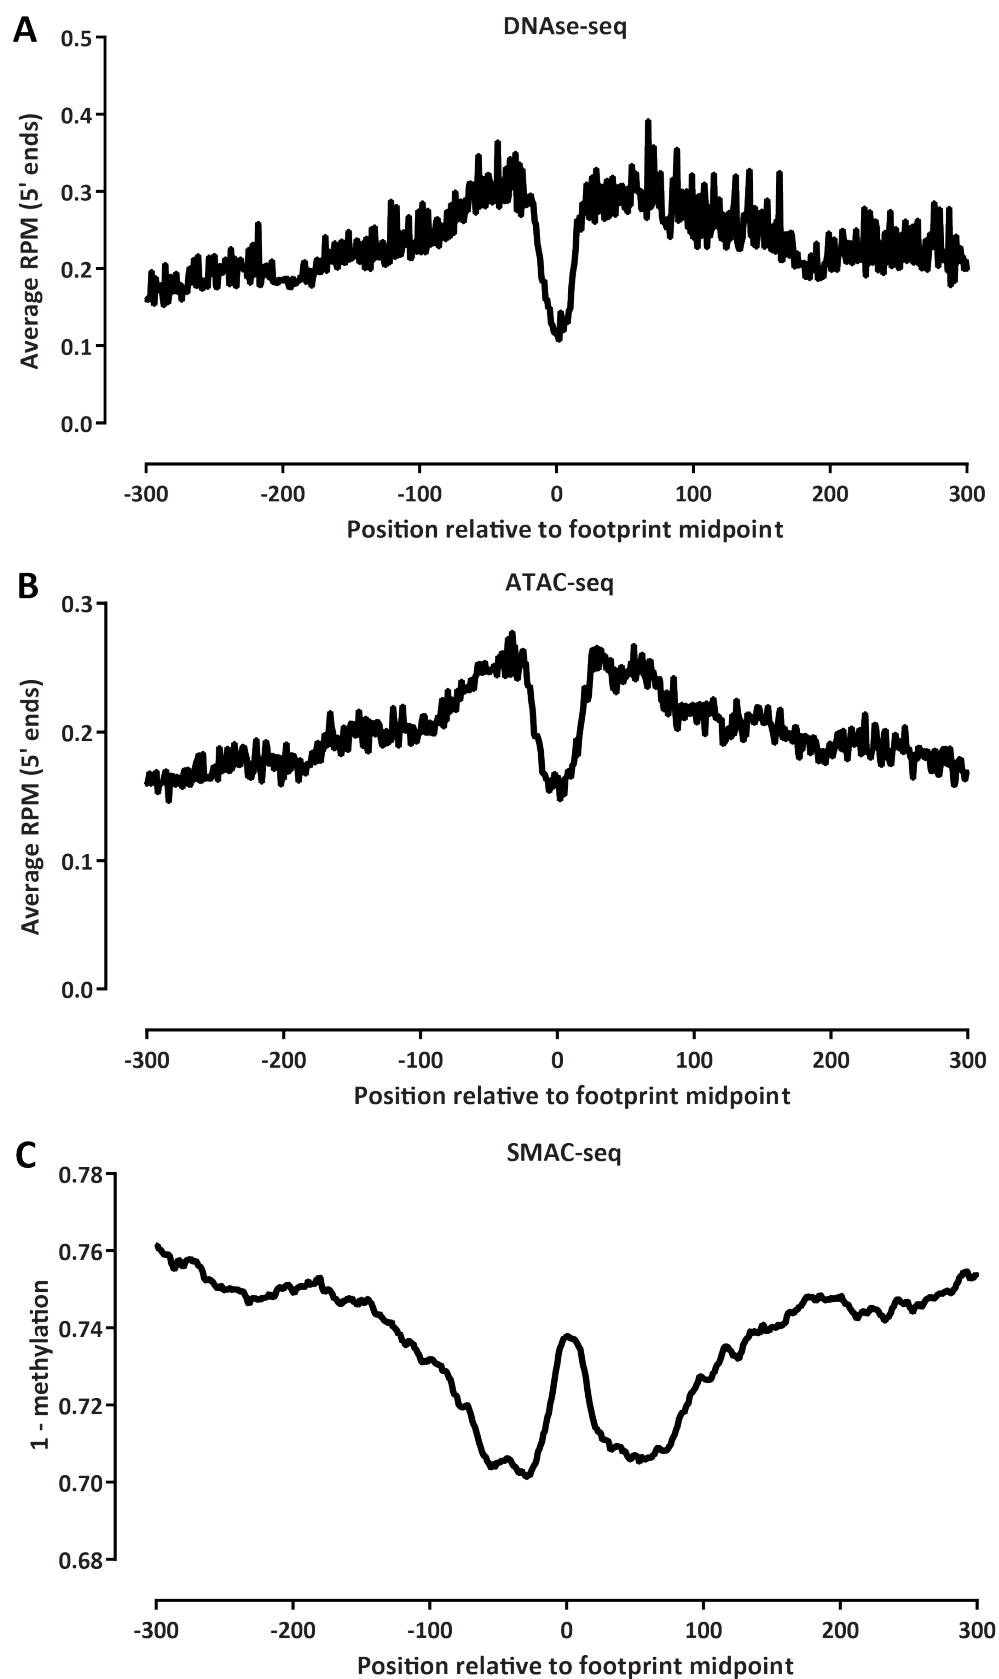 A
DNAse-seq
0.5
0.4
0.3
0.2
0.1
0.0
Average RPM (5' ends)
-300 -200 -100 0 100 200 300
Position relative to footprint midpoint
B
ATAC-seq
0.3
0.2
0.1
0.0
Average RPM (5' ends)
-300 -200 -100 0 100 200 300
Position relative to footprint midpoint
C
SMAC-seq
0.78
0.76
0.74
0.72
0.70
0.68
1 - methylation
-300 -200 -100 0 100 200 300
Position relative to footprint midpoint